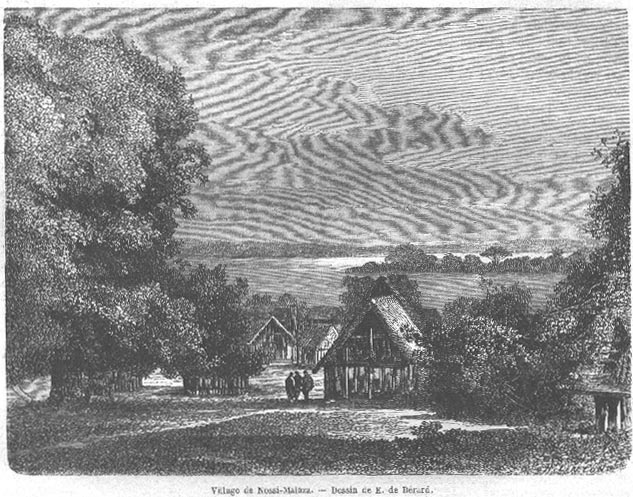 Village de Nossi-Malaza. — Dessin de E. de Bérard.